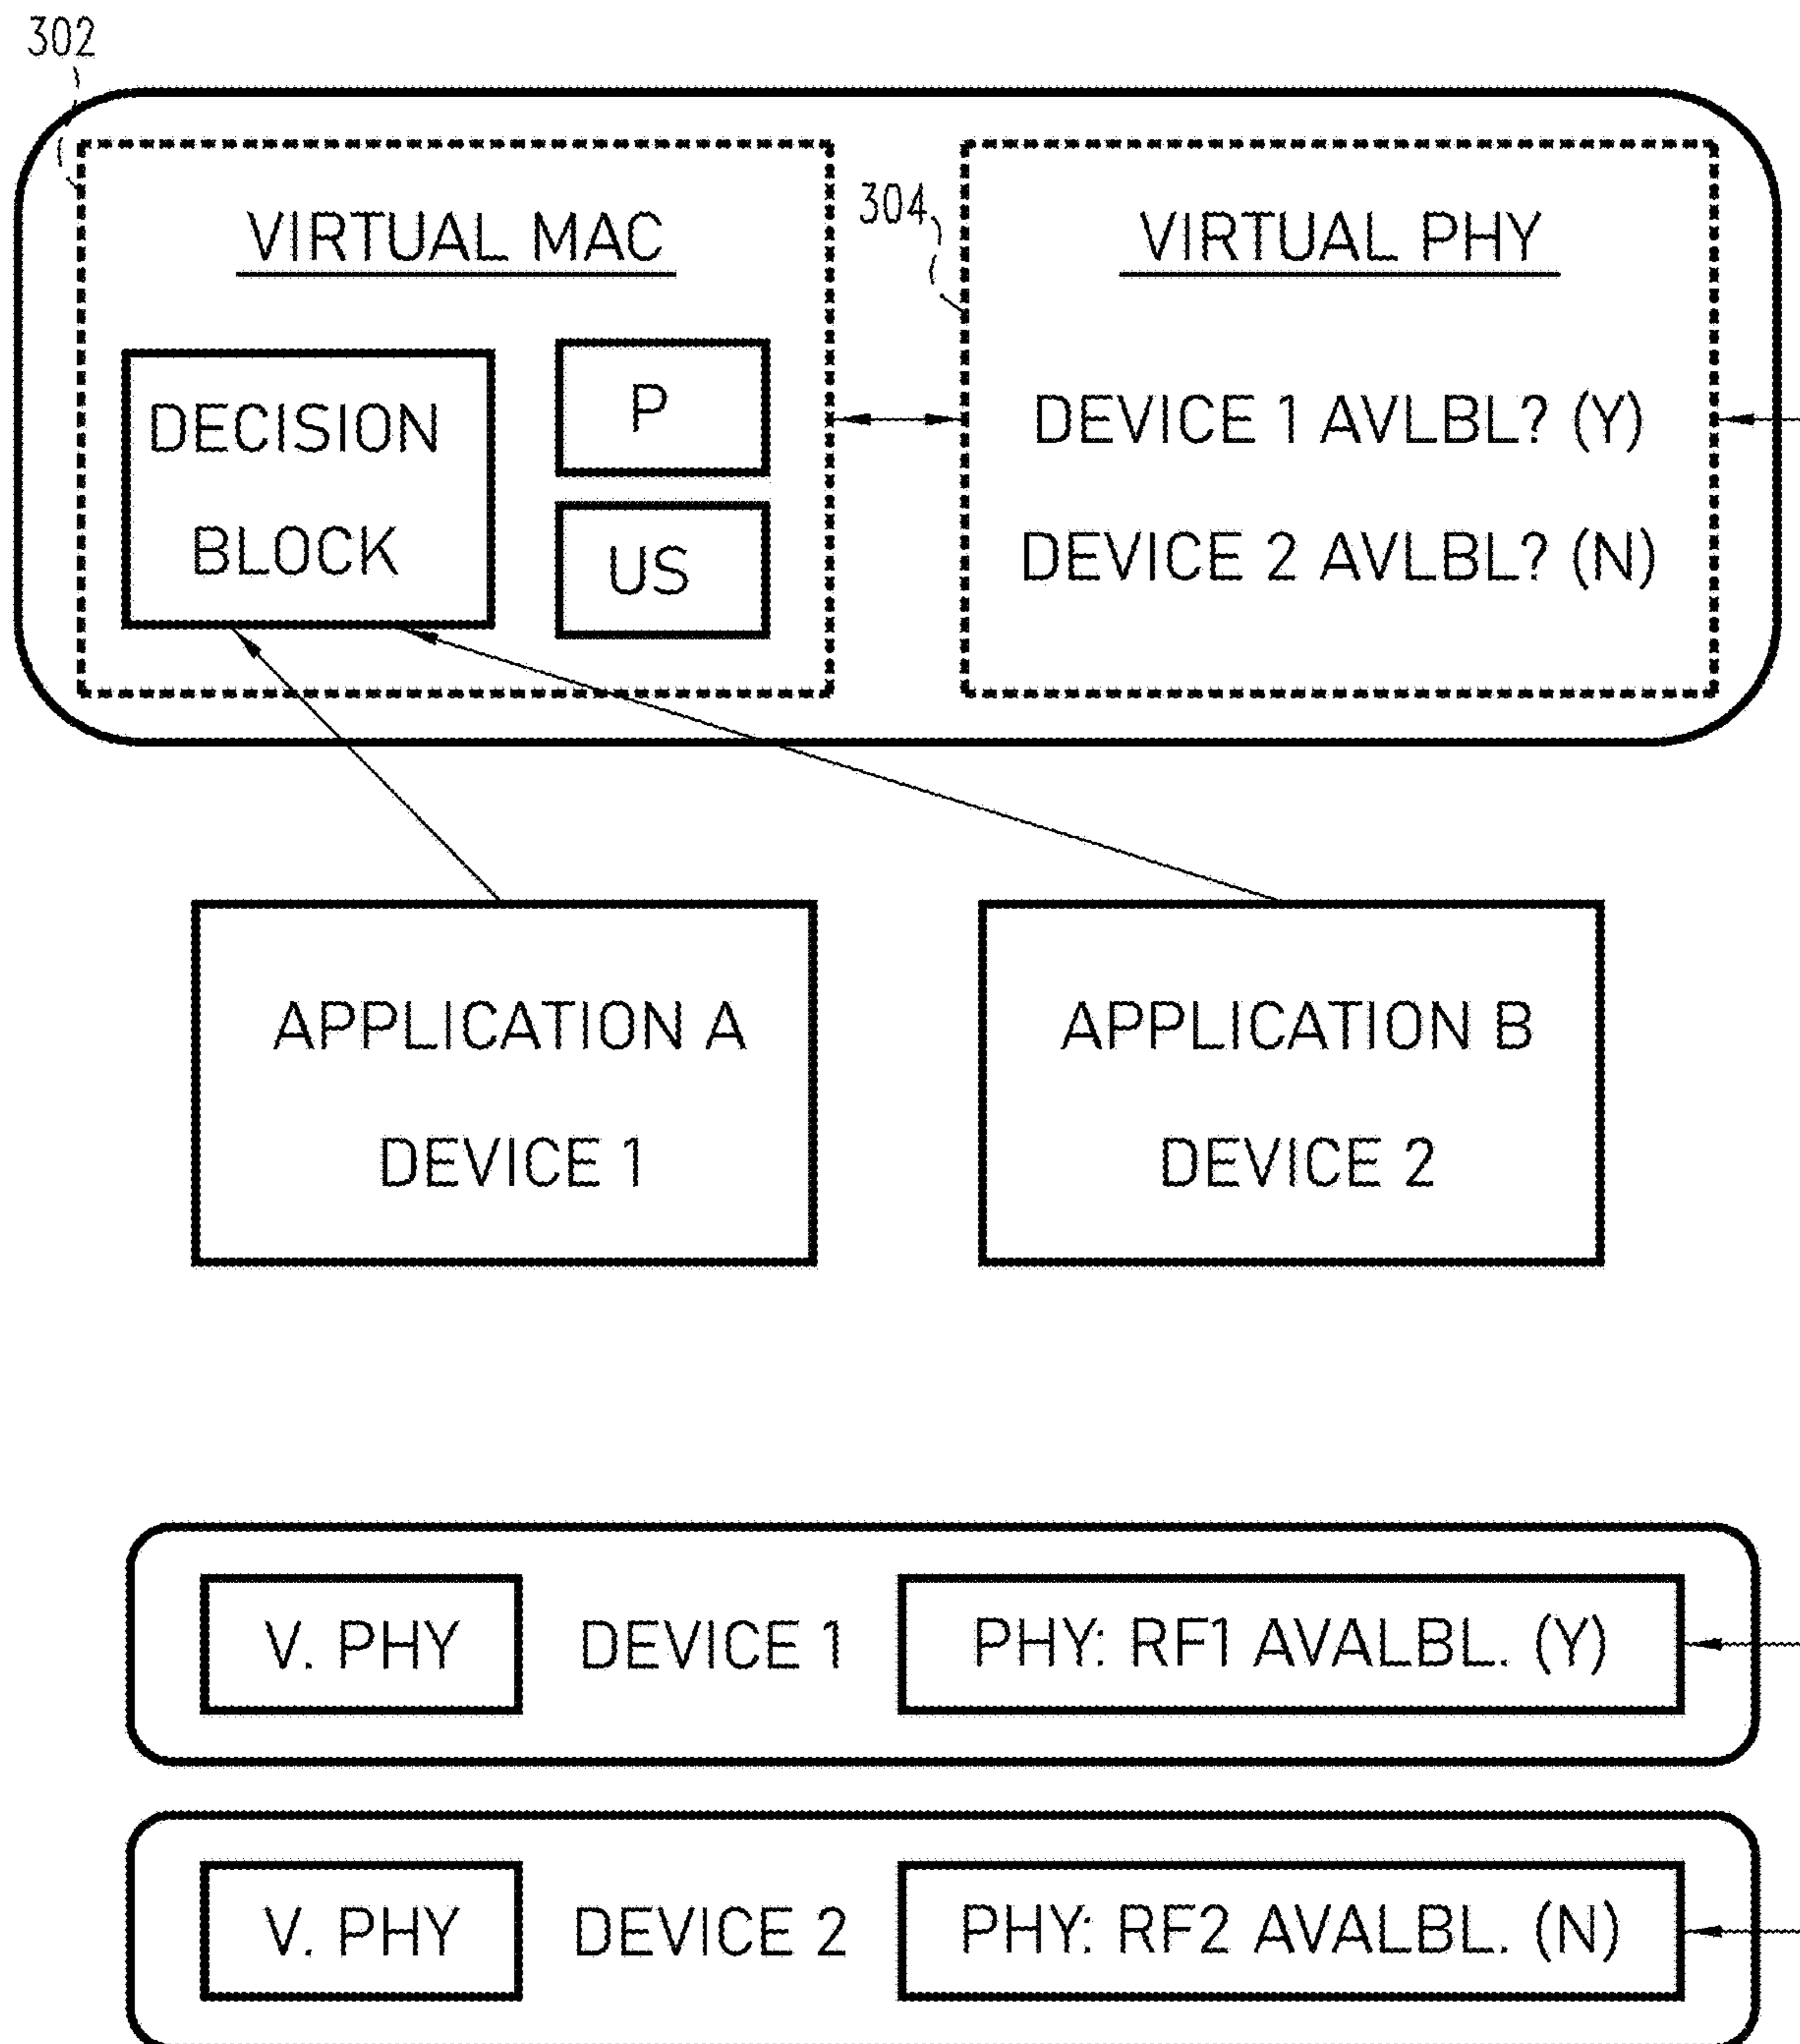 302
VIRTUAL MAC
304
VIRTUAL PHY
DECISION
BLOCK
P
US
DEVICE 1 AVLBL? (Y)
DEVICE 2 AVLBL? (N)
APPLICATION A
DEVICE 1
APPLICATION B
DEVICE 2
V. PHY
DEVICE 1
PHY: RF1 AVALBL. (Y)
V. PHY
DEVICE 2
PHY: RF2 AVALBL. (N)